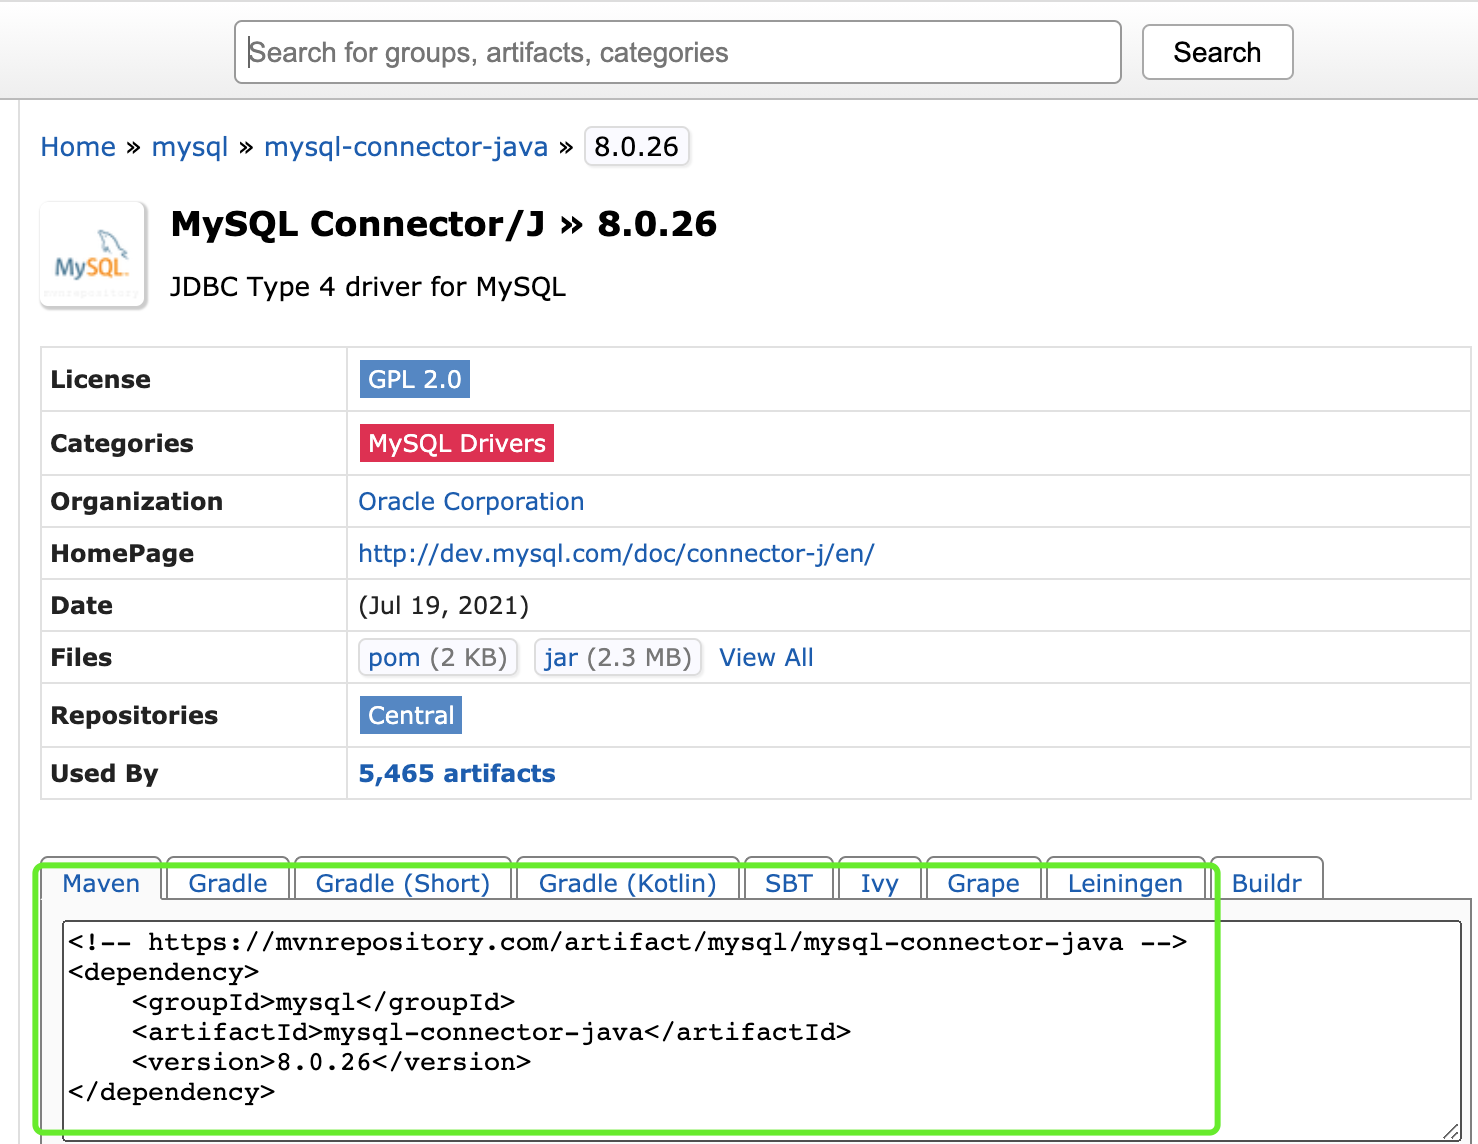 Search for groups, artifacts, categories
Search
Home » mysql » mysql-connector-java » 8.0.26
MySQL
mvnrepository
MySQL Connector/J » 8.0.26
JDBC Type 4 driver for MySQL
License GPL 2.0
Categories MySQL Drivers
Organization Oracle Corporation
HomePage http://dev.mysql.com/doc/connector-j/en/
Date (Jul 19, 2021)
Files pom (2 KB) jar (2.3 MB) View All
Repositories Central
Used By 5,465 artifacts
Maven Gradle Gradle (Short) Gradle (Kotlin) SBT Ivy Grape Leiningen Buildr
<!-- https://mvnrepository.com/artifact/mysql/mysql-connector-java -->
<dependency>
    <groupId>mysql</groupId>
    <artifactId>mysql-connector-java</artifactId>
    <version>8.0.26</version>
</dependency>